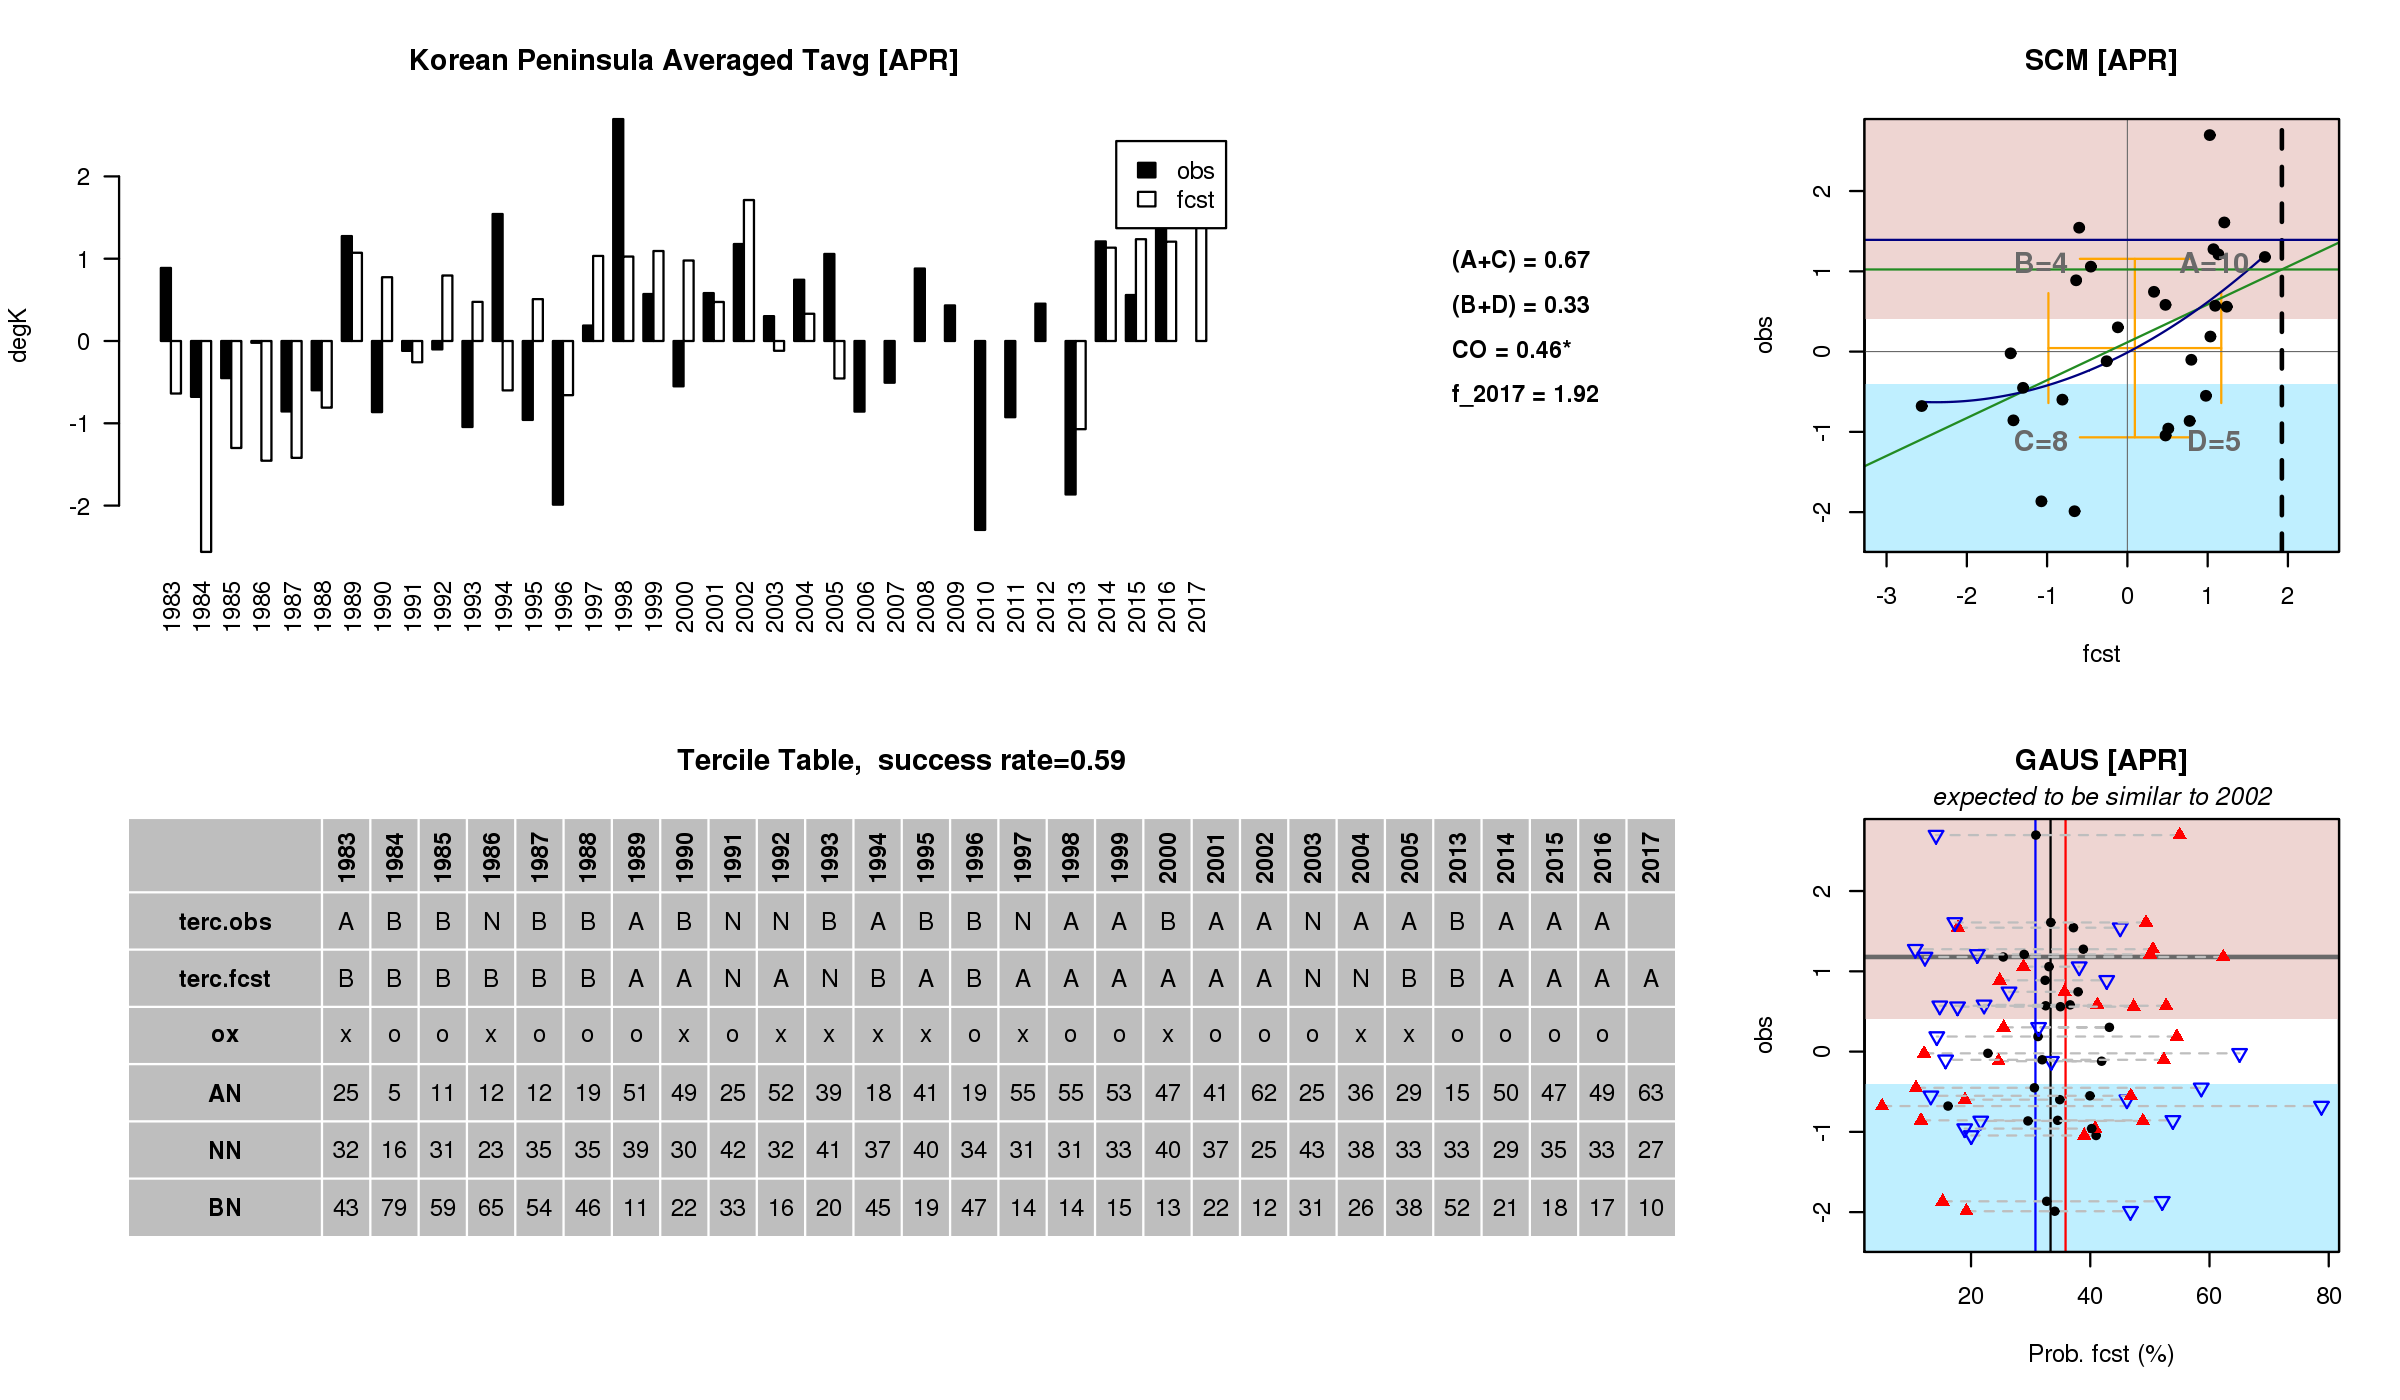 Korean Peninsula Averaged Tavg [APR]
degK
2
1
0
-1
-2
obs
fcst
1983 1984 1985 1986 1987 1988 1989 1990 1991 1992 1993 1994 1995 1996 1997 1998 1999 2000 2001 2002 2003 2004 2005 2006 2007 2008 2009 2010 2011 2012 2013 2014 2015 2016 2017
(A+C) = 0.67
(B+D) = 0.33
CO = 0.46*
f_2017 = 1.92
SCM [APR]
obs
2
1
0
-1
-2
B=4 A=10
C=8 D=5
-3 -2 -1 0 1 2
fcst
Tercile Table,  success rate=0.59
1983 1984 1985 1986 1987 1988 1989 1990 1991 1992 1993 1994 1995 1996 1997 1998 1999 2000 2001 2002 2003 2004 2005 2013 2014 2015 2016 2017
terc.obs A B B N B B A B N N B A B B N A A B A A N A A B A A A
terc.fcst B B B B B B A A N A N B A B A A A A A A N N B B A A A A
ox x o o x o o o x o x x x x o x o o x o o o x x o o o o
AN 25 5 11 12 12 19 51 49 25 52 39 18 41 19 55 55 53 47 41 62 25 36 29 15 50 47 49 63
NN 32 16 31 23 35 35 39 30 42 32 41 37 40 34 31 31 33 40 37 25 43 38 33 33 29 35 33 27
BN 43 79 59 65 54 46 11 22 33 16 20 45 19 47 14 14 15 13 22 12 31 26 38 52 21 18 17 10
GAUS [APR]
expected to be similar to 2002
obs
2
1
0
-1
-2
20 40 60 80
Prob. fcst (%)